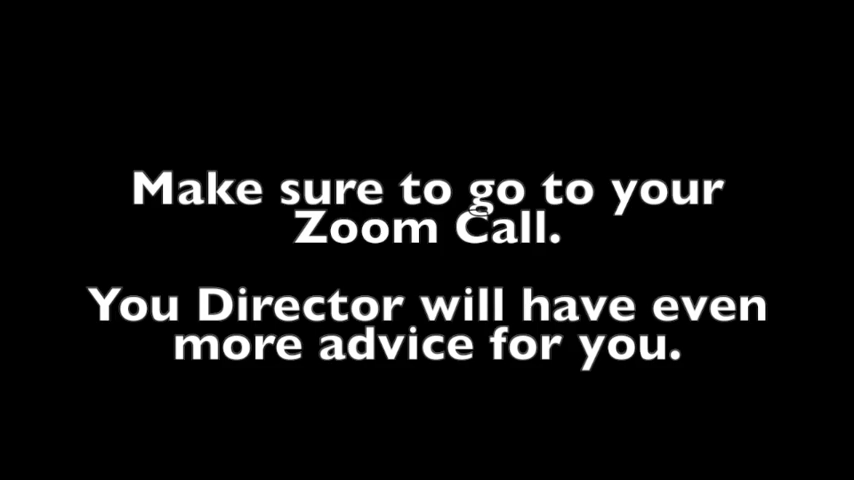 Make sure to go to your
Zoom Call.
You Director will have even
more advice for you.